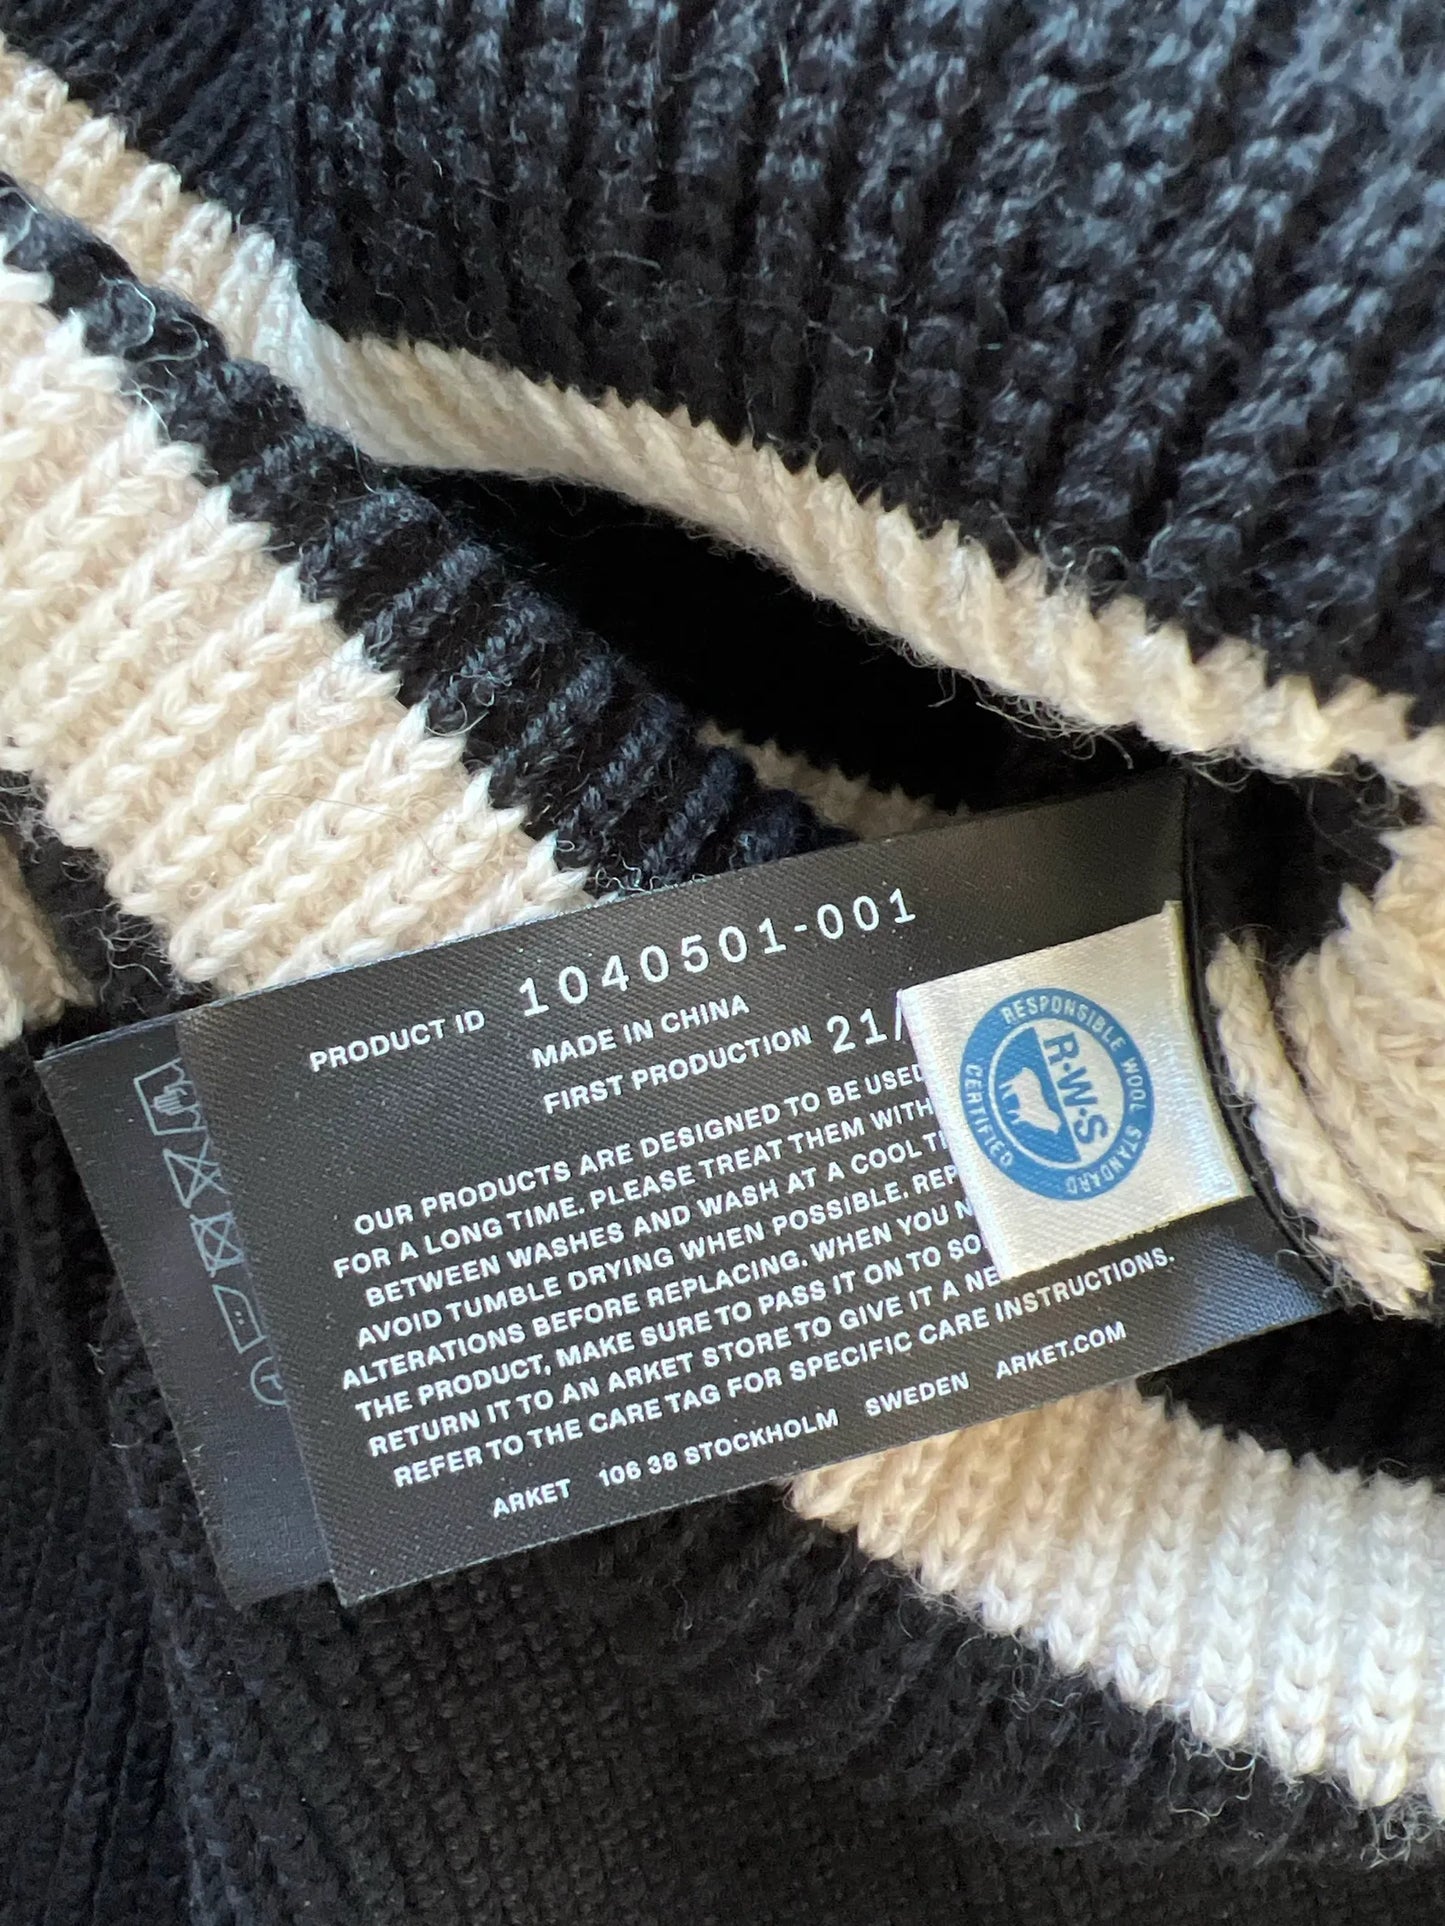 PRODUCT ID 1040501-001
MADE IN CHINA
FIRST PRODUCTION 21/
OUR PRODUCTS ARE DESIGNED TO BE USED
FOR A LONG TIME. PLEASE TREAT THEM WITH
BETWEEN WASHES AND WASH AT A COOL
AVOID TUMBLE DRYING WHEN POSSIBLE.
ALTERATIONS BEFORE REPLACING. WHEN YOU
THE PRODUCT, MAKE SURE TO PASS IT ON TO
RETURN IT TO AN ARKET STORE TO GIVE IT A
REFER TO THE CARE TAG FOR SPECIFIC CARE INSTRUCTIONS.
ARKET 106 38 STOCKHOLM SWEDEN ARKET.COM
RESPONSIBLE WOOL STANDARD
R·W·S
CERTIFIED